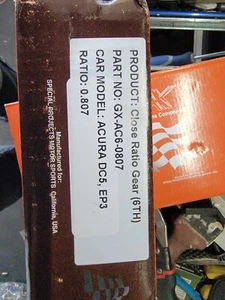 PRODUCT: Close Ratio Gear (6TH)
PART NO: GX-AC6-0807
CAR MODEL: ACURA DC5, EP3
RATIO: 0.807
Manufactured for:
SPECIAL PROJECTS MOTOR SPORTS. California, USA